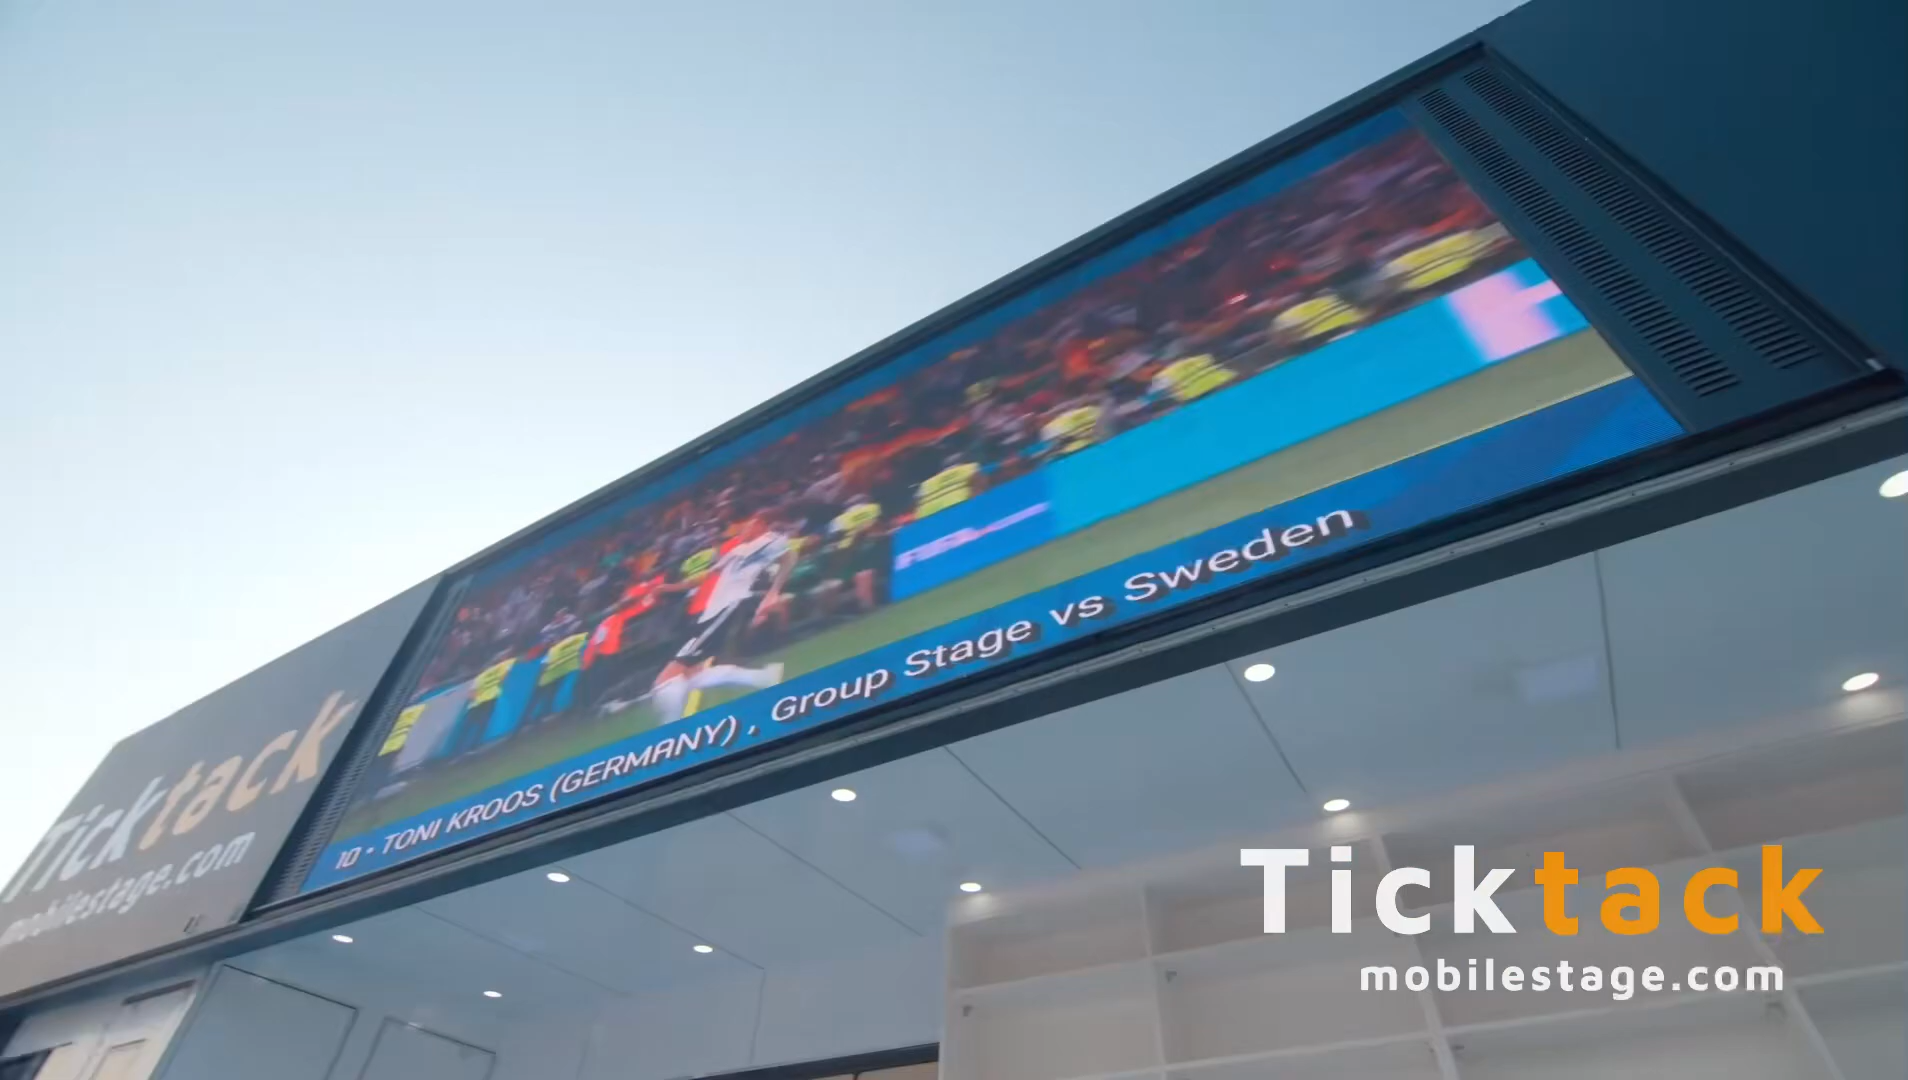 10 - TONI KROOS (GERMANY) , Group Stage vs Sweden
Ticktack
mobilestage.com
Ticktack
mobilestage.com